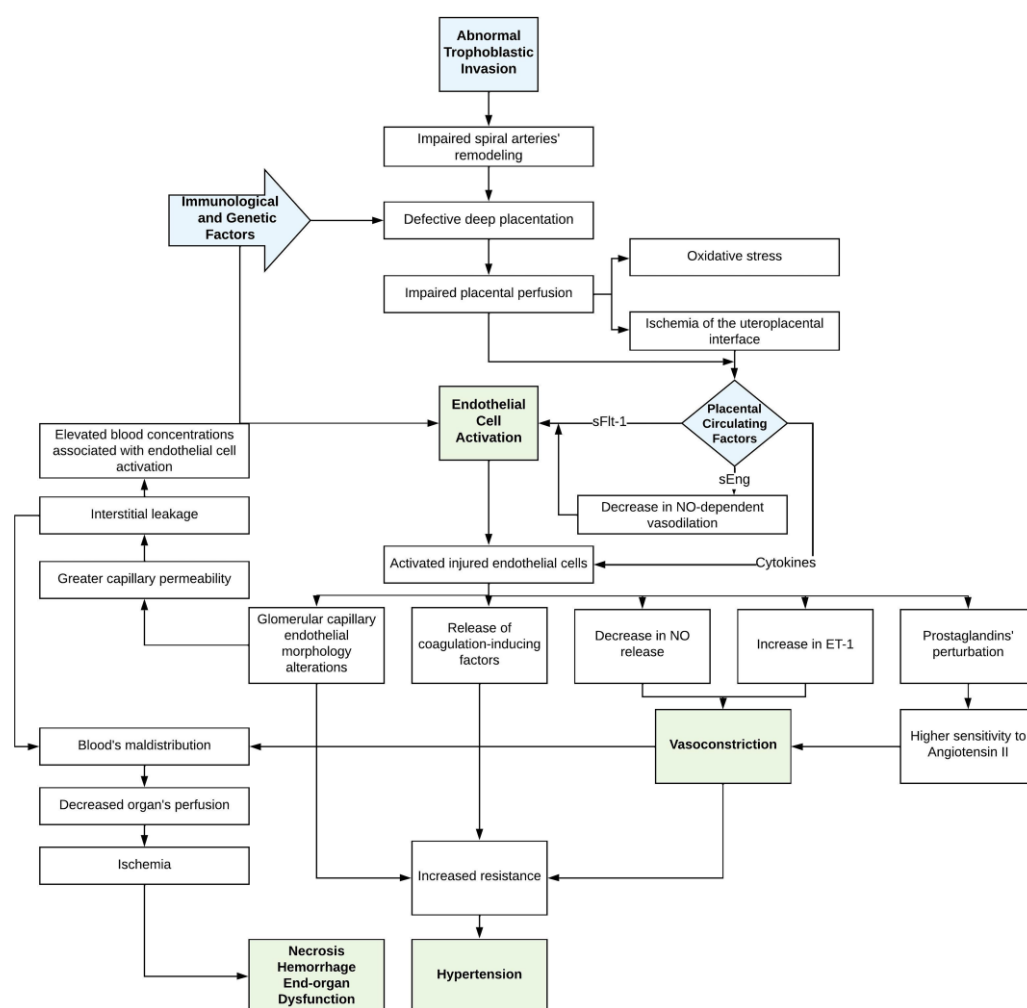 Abnormal
Trophoblastic
Invasion
Impaired spiral arteries'
remodeling
Immunological
and Genetic
Factors
Defective deep placentation
Oxidative stress
Impaired placental perfusion
Ischemia of the uteroplacental
interface
Endothelial
Cell
Activation
sFlt-1
Placental
Circulating
Factors
Elevated blood concentrations
associated with endothelial cell
activation
sEng
Interstitial leakage
Decrease in NO-dependent
vasodilation
Activated injured endothelial cells
Cytokines
Greater capillary permeability
Glomerular capillary
endothelial
morphology
alterations
Release of
coagulation-inducing
factors
Decrease in NO
release
Increase in ET-1
Prostaglandins'
perturbation
Blood's maldistribution
Vasoconstriction
Higher sensitivity to
Angiotensin II
Decreased organ's perfusion
Ischemia
Increased resistance
Necrosis
Hemorrhage
End-organ
Dysfunction
Hypertension